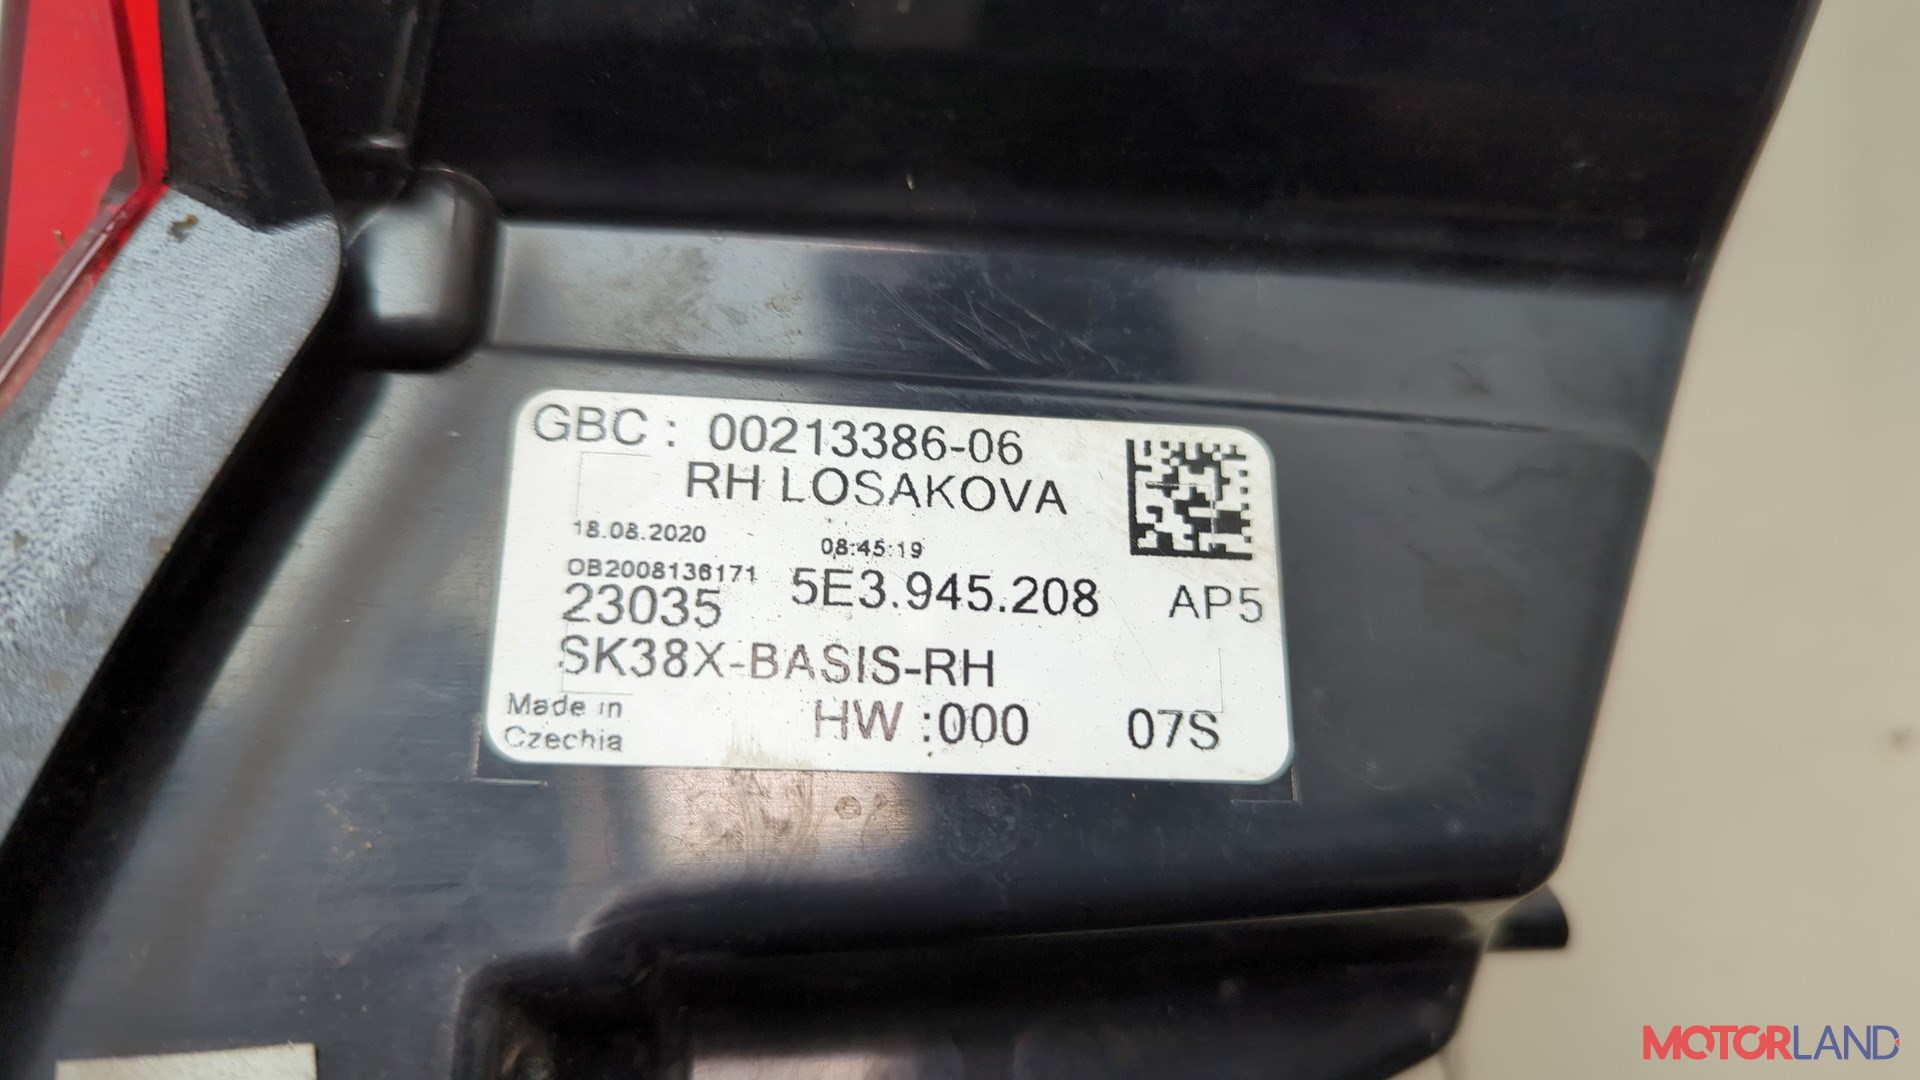 GBC : 00213386-06
RH LOSAKOVA
18.08.2020 08:45:19
OB2008136171
23035 5E3.945.208 AP5
SK38X-BASIS-RH
Made in HW :000 07S
Czechia
MOTORLAND